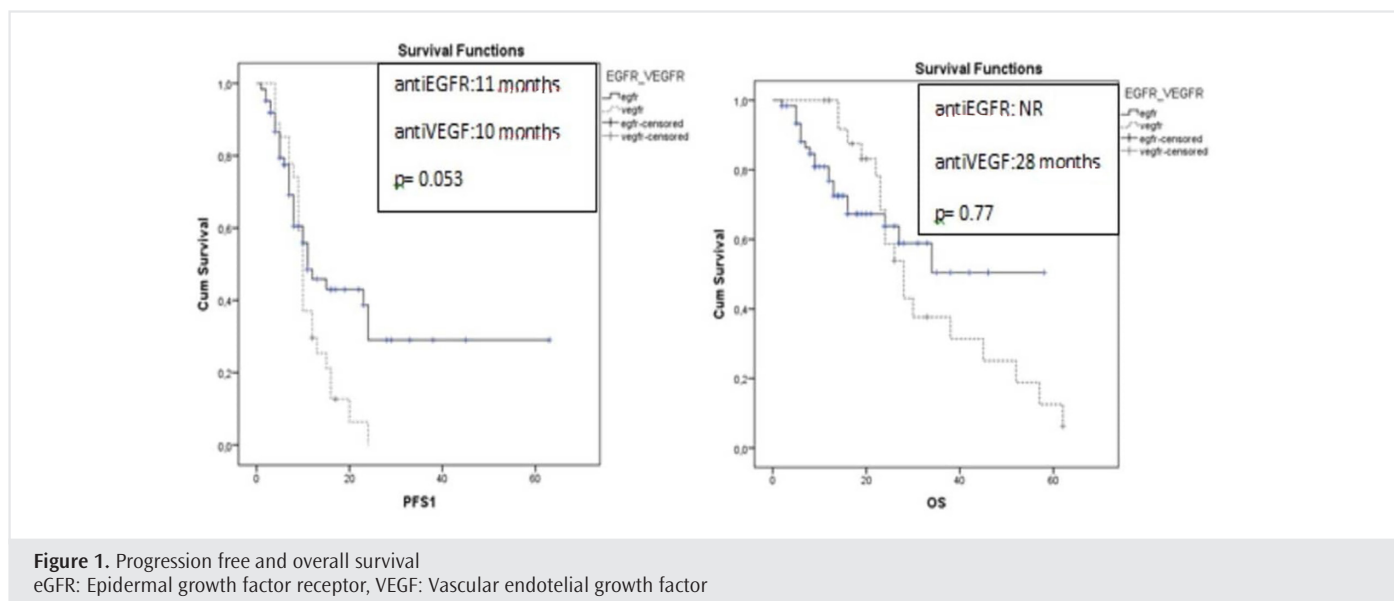 Survival Functions
antiEGFR:11 months
antiVEGF:10 months
p= 0.053
EGFR_VEGFR
egfr
vegfr
egfr-censored
vegfr-censored
1,0
0,8
0,6
0,4
0,2
0,0
Cum Survival
0 20 40 60
PFS1
Survival Functions
antiEGFR: NR
antiVEGF:28 months
p= 0.77
EGFR_VEGFR
egfr
vegfr
egfr-censored
vegfr-censored
1,0
0,8
0,6
0,4
0,2
0,0
Cum Survival
0 20 40 60
OS
Figure 1. Progression free and overall survival
eGFR: Epidermal growth factor receptor, VEGF: Vascular endotelial growth factor